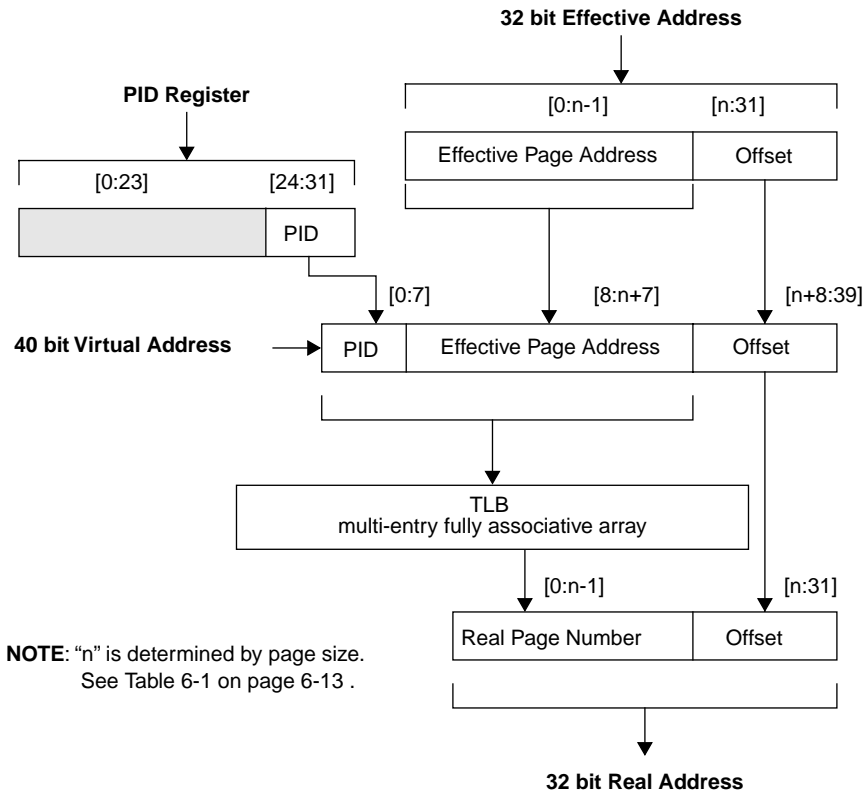 32 bit Effective Address
PID Register
[0:n-1] [n:31]
Effective Page Address Offset
[0:23] [24:31]
PID
[0:7] [8:n+7] [n+8:39]
40 bit Virtual Address
PID Effective Page Address Offset
TLB
multi-entry fully associative array
[0:n-1] [n:31]
Real Page Number Offset
NOTE: “n” is determined by page size.
See Table 6-1 on page 6-13 .
32 bit Real Address